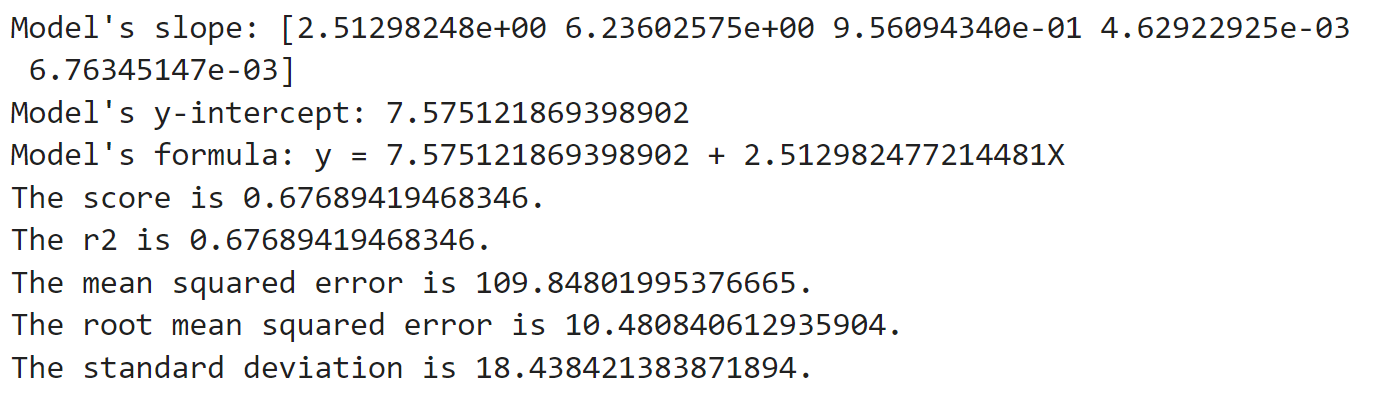 Model's slope: [2.51298248e+00 6.23602575e+00 9.56094340e-01 4.62922925e-03
 6.76345147e-03]
Model's y-intercept: 7.575121869398902
Model's formula: y = 7.575121869398902 + 2.512982477214481X
The score is 0.67689419468346.
The r2 is 0.67689419468346.
The mean squared error is 109.84801995376665.
The root mean squared error is 10.480840612935904.
The standard deviation is 18.438421383871894.